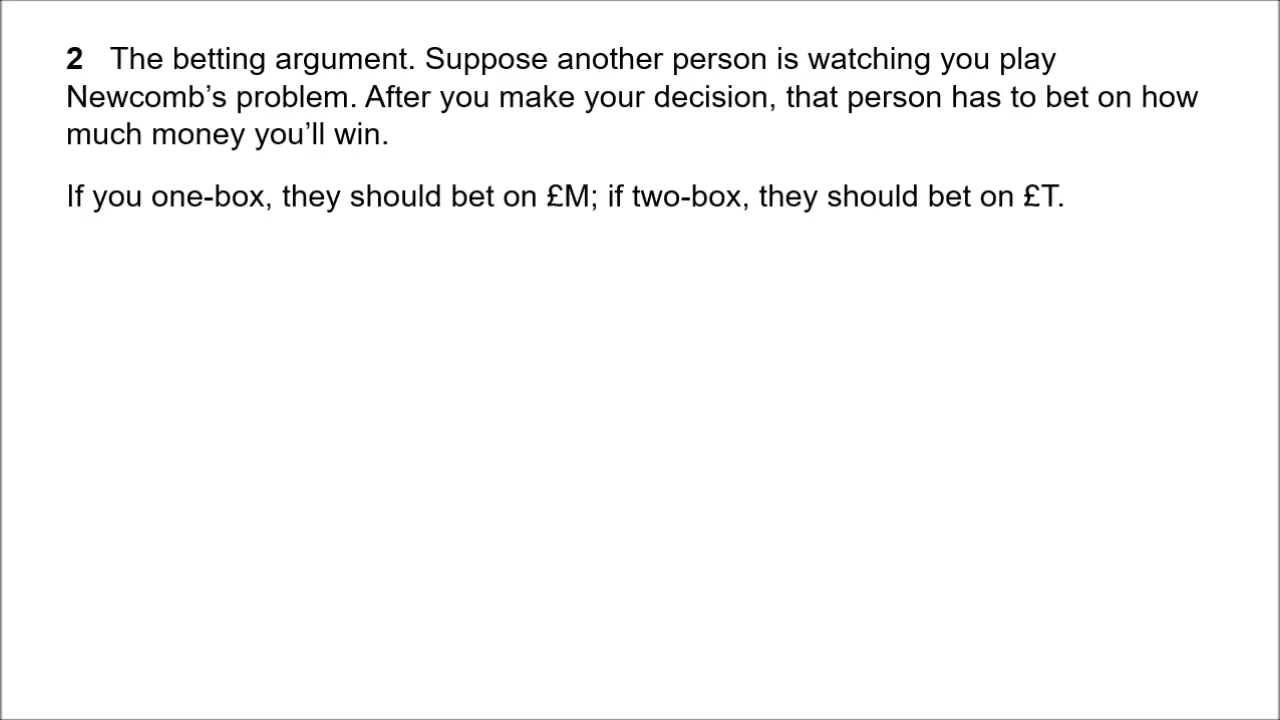 2 The betting argument. Suppose another person is watching you play
Newcomb’s problem. After you make your decision, that person has to bet on how
much money you’ll win.
If you one-box, they should bet on £M; if two-box, they should bet on £T.